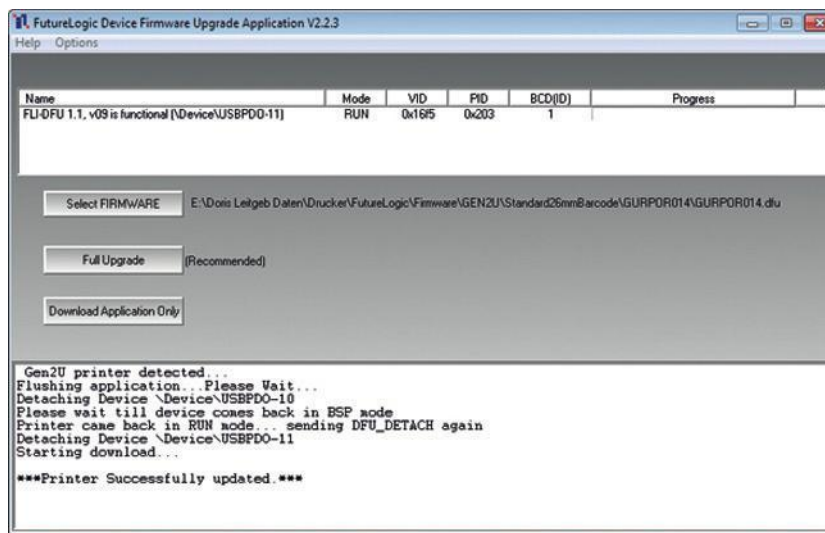 FutureLogic Device Firmware Upgrade Application V2.2.3
Help Options
Name Mode VID PID BCD(ID) Progress
FLI-DFU 1.1, v09 is functional (\Device\USBPDO-11) RUN 0x16f5 0x203 1
Select FIRMWARE E:\Doris Leitgeb Daten\Drucker\FutureLogic\Firmware\GEN2U\Standard26mmBarcode\GURPOR014\GURPOR014.dfu
Full Upgrade (Recommended)
Download Application Only
Gen2U printer detected...
Flushing application...Please Wait...
Detaching Device \Device\USBPDO-10
Please wait till device comes back in BSP mode
Printer came back in RUN mode... sending DFU_DETACH again
Detaching Device \Device\USBPDO-11
Starting download...
***Printer Successfully updated.***